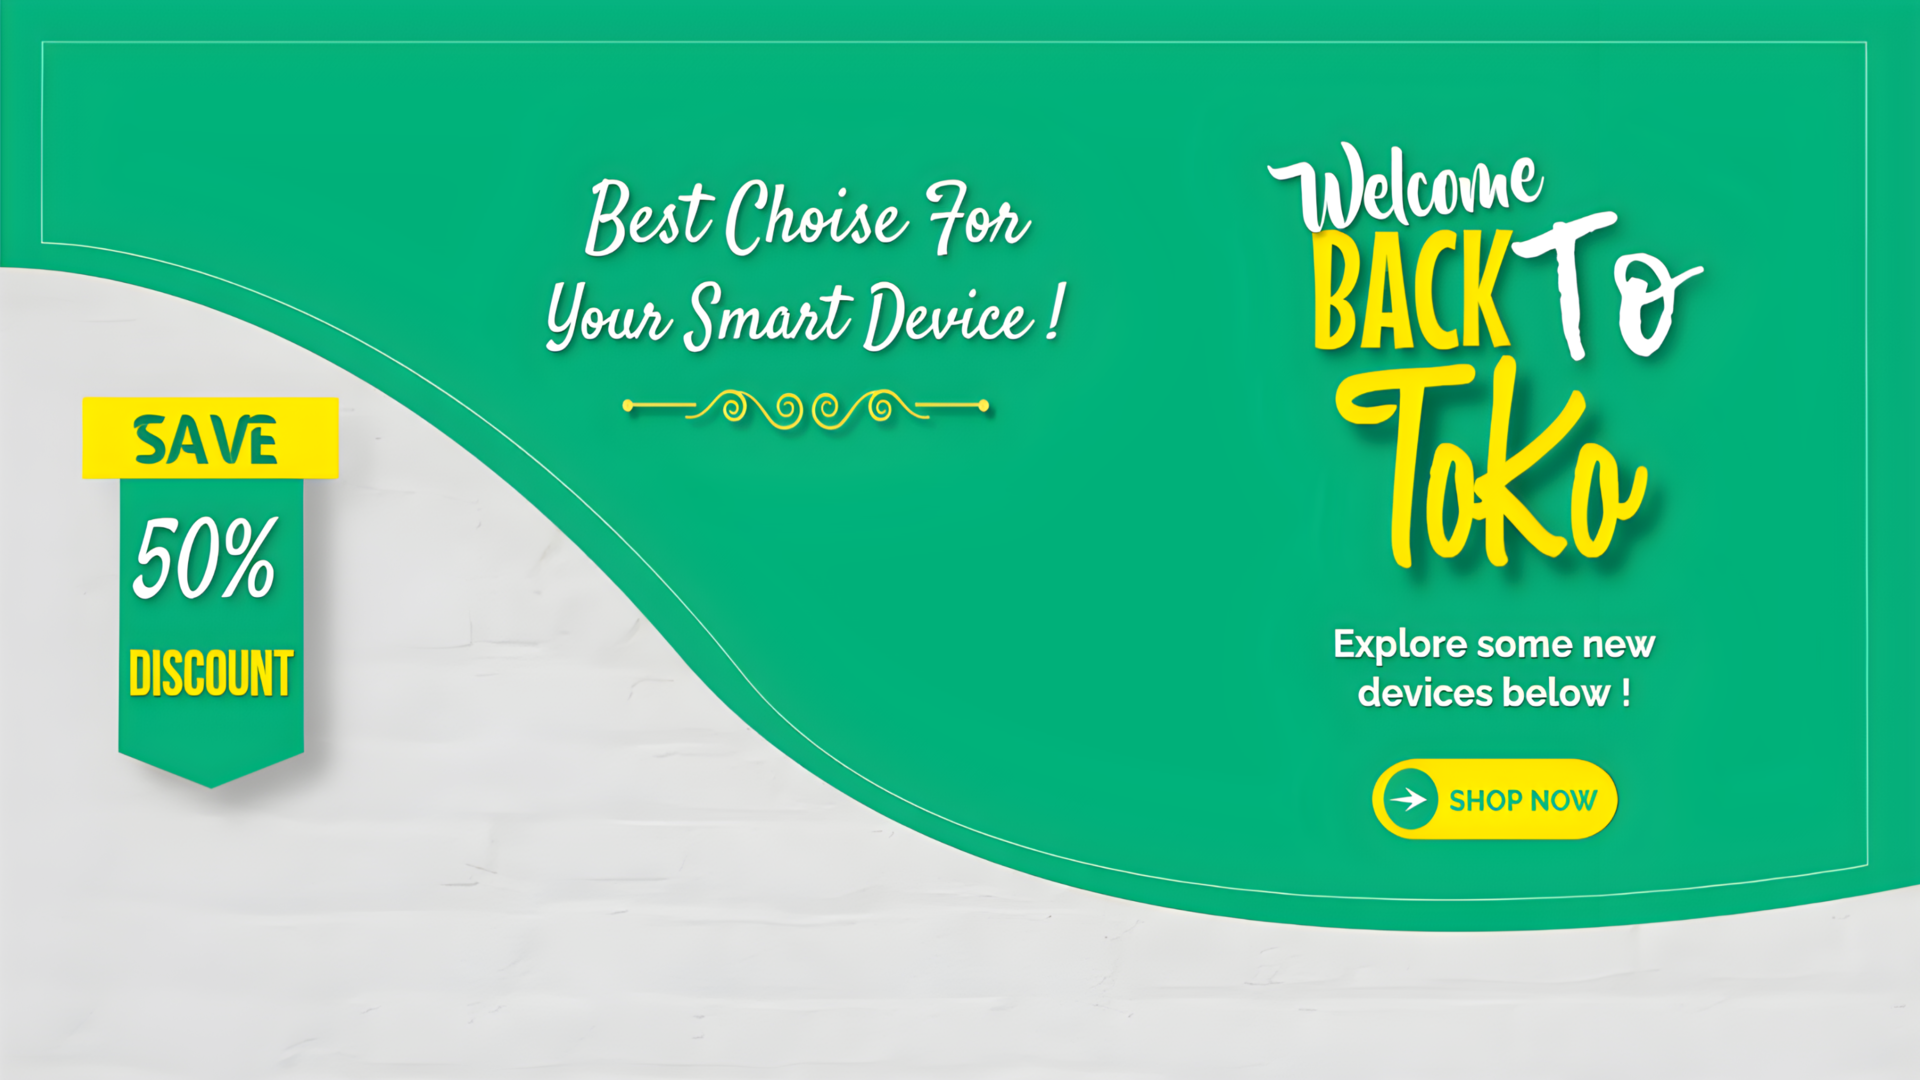 Best Choise For
Your Smart Device !
Welcome
BACK To
ToKo
Explore some new
devices below !
SHOP NOW
SAVE
50%
DISCOUNT